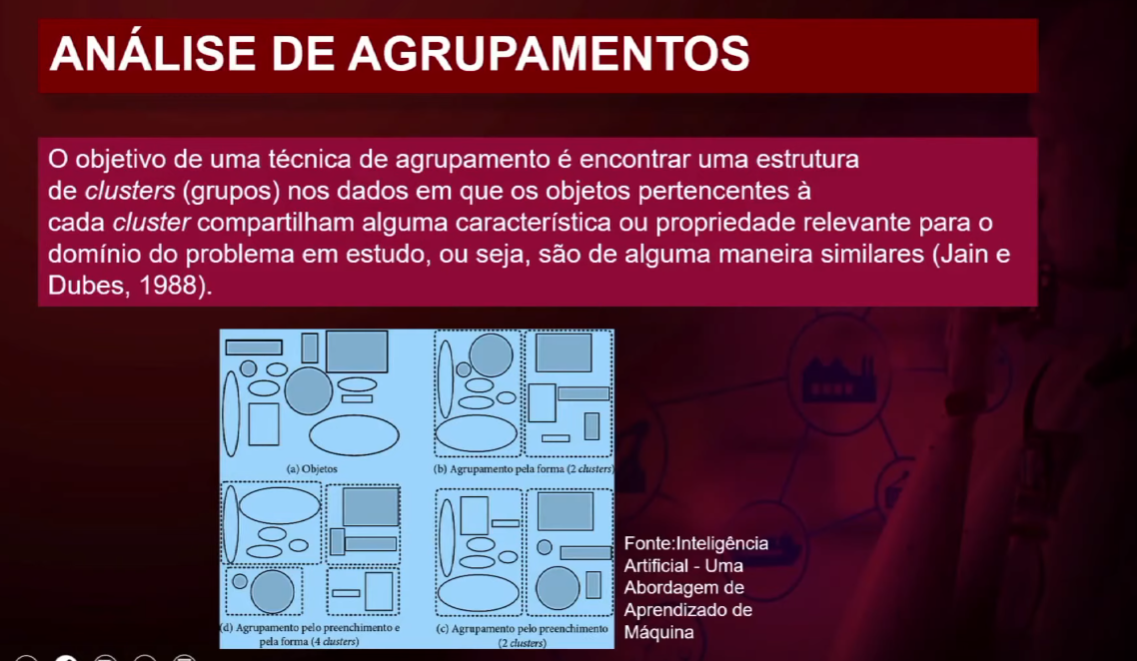 ANÁLISE DE AGRUPAMENTOS
O objetivo de uma técnica de agrupamento é encontrar uma estrutura
de clusters (grupos) nos dados em que os objetos pertencentes à
cada cluster compartilham alguma característica ou propriedade relevante para o
domínio do problema em estudo, ou seja, são de alguma maneira similares (Jain e
Dubes, 1988).
(a) Objetos
(b) Agrupamento pela forma (2 clusters)
(d) Agrupamento pelo preenchimento e
pela forma (4 clusters)
(c) Agrupamento pelo preenchimento
(2 clusters)
Fonte:Inteligência
Artificial - Uma
Abordagem de
Aprendizado de
Máquina